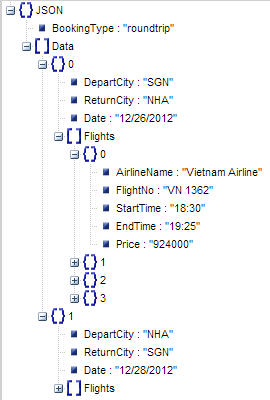 JSON
BookingType : "roundtrip"
Data
0
DepartCity : "SGN"
ReturnCity : "NHA"
Date : "12/26/2012"
Flights
0
AirlineName : "Vietnam Airline"
FlightNo : "VN 1362"
StartTime : "18:30"
EndTime : "19:25"
Price : "924000"
1
2
3
1
DepartCity : "NHA"
ReturnCity : "SGN"
Date : "12/28/2012"
Flights